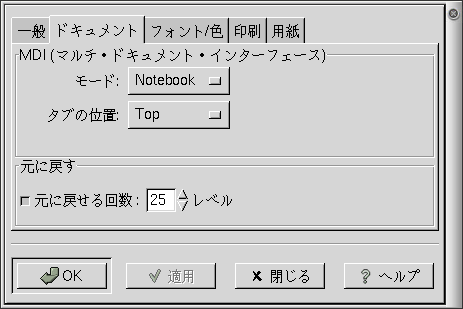 一般 ドキュメント フォント/色 印刷 用紙
MDI (マルチ・ドキュメント・インターフェース)
モード: Notebook
タブの位置: Top
元に戻す
元に戻せる回数: 25 レベル
OK 適用 閉じる ヘルプ